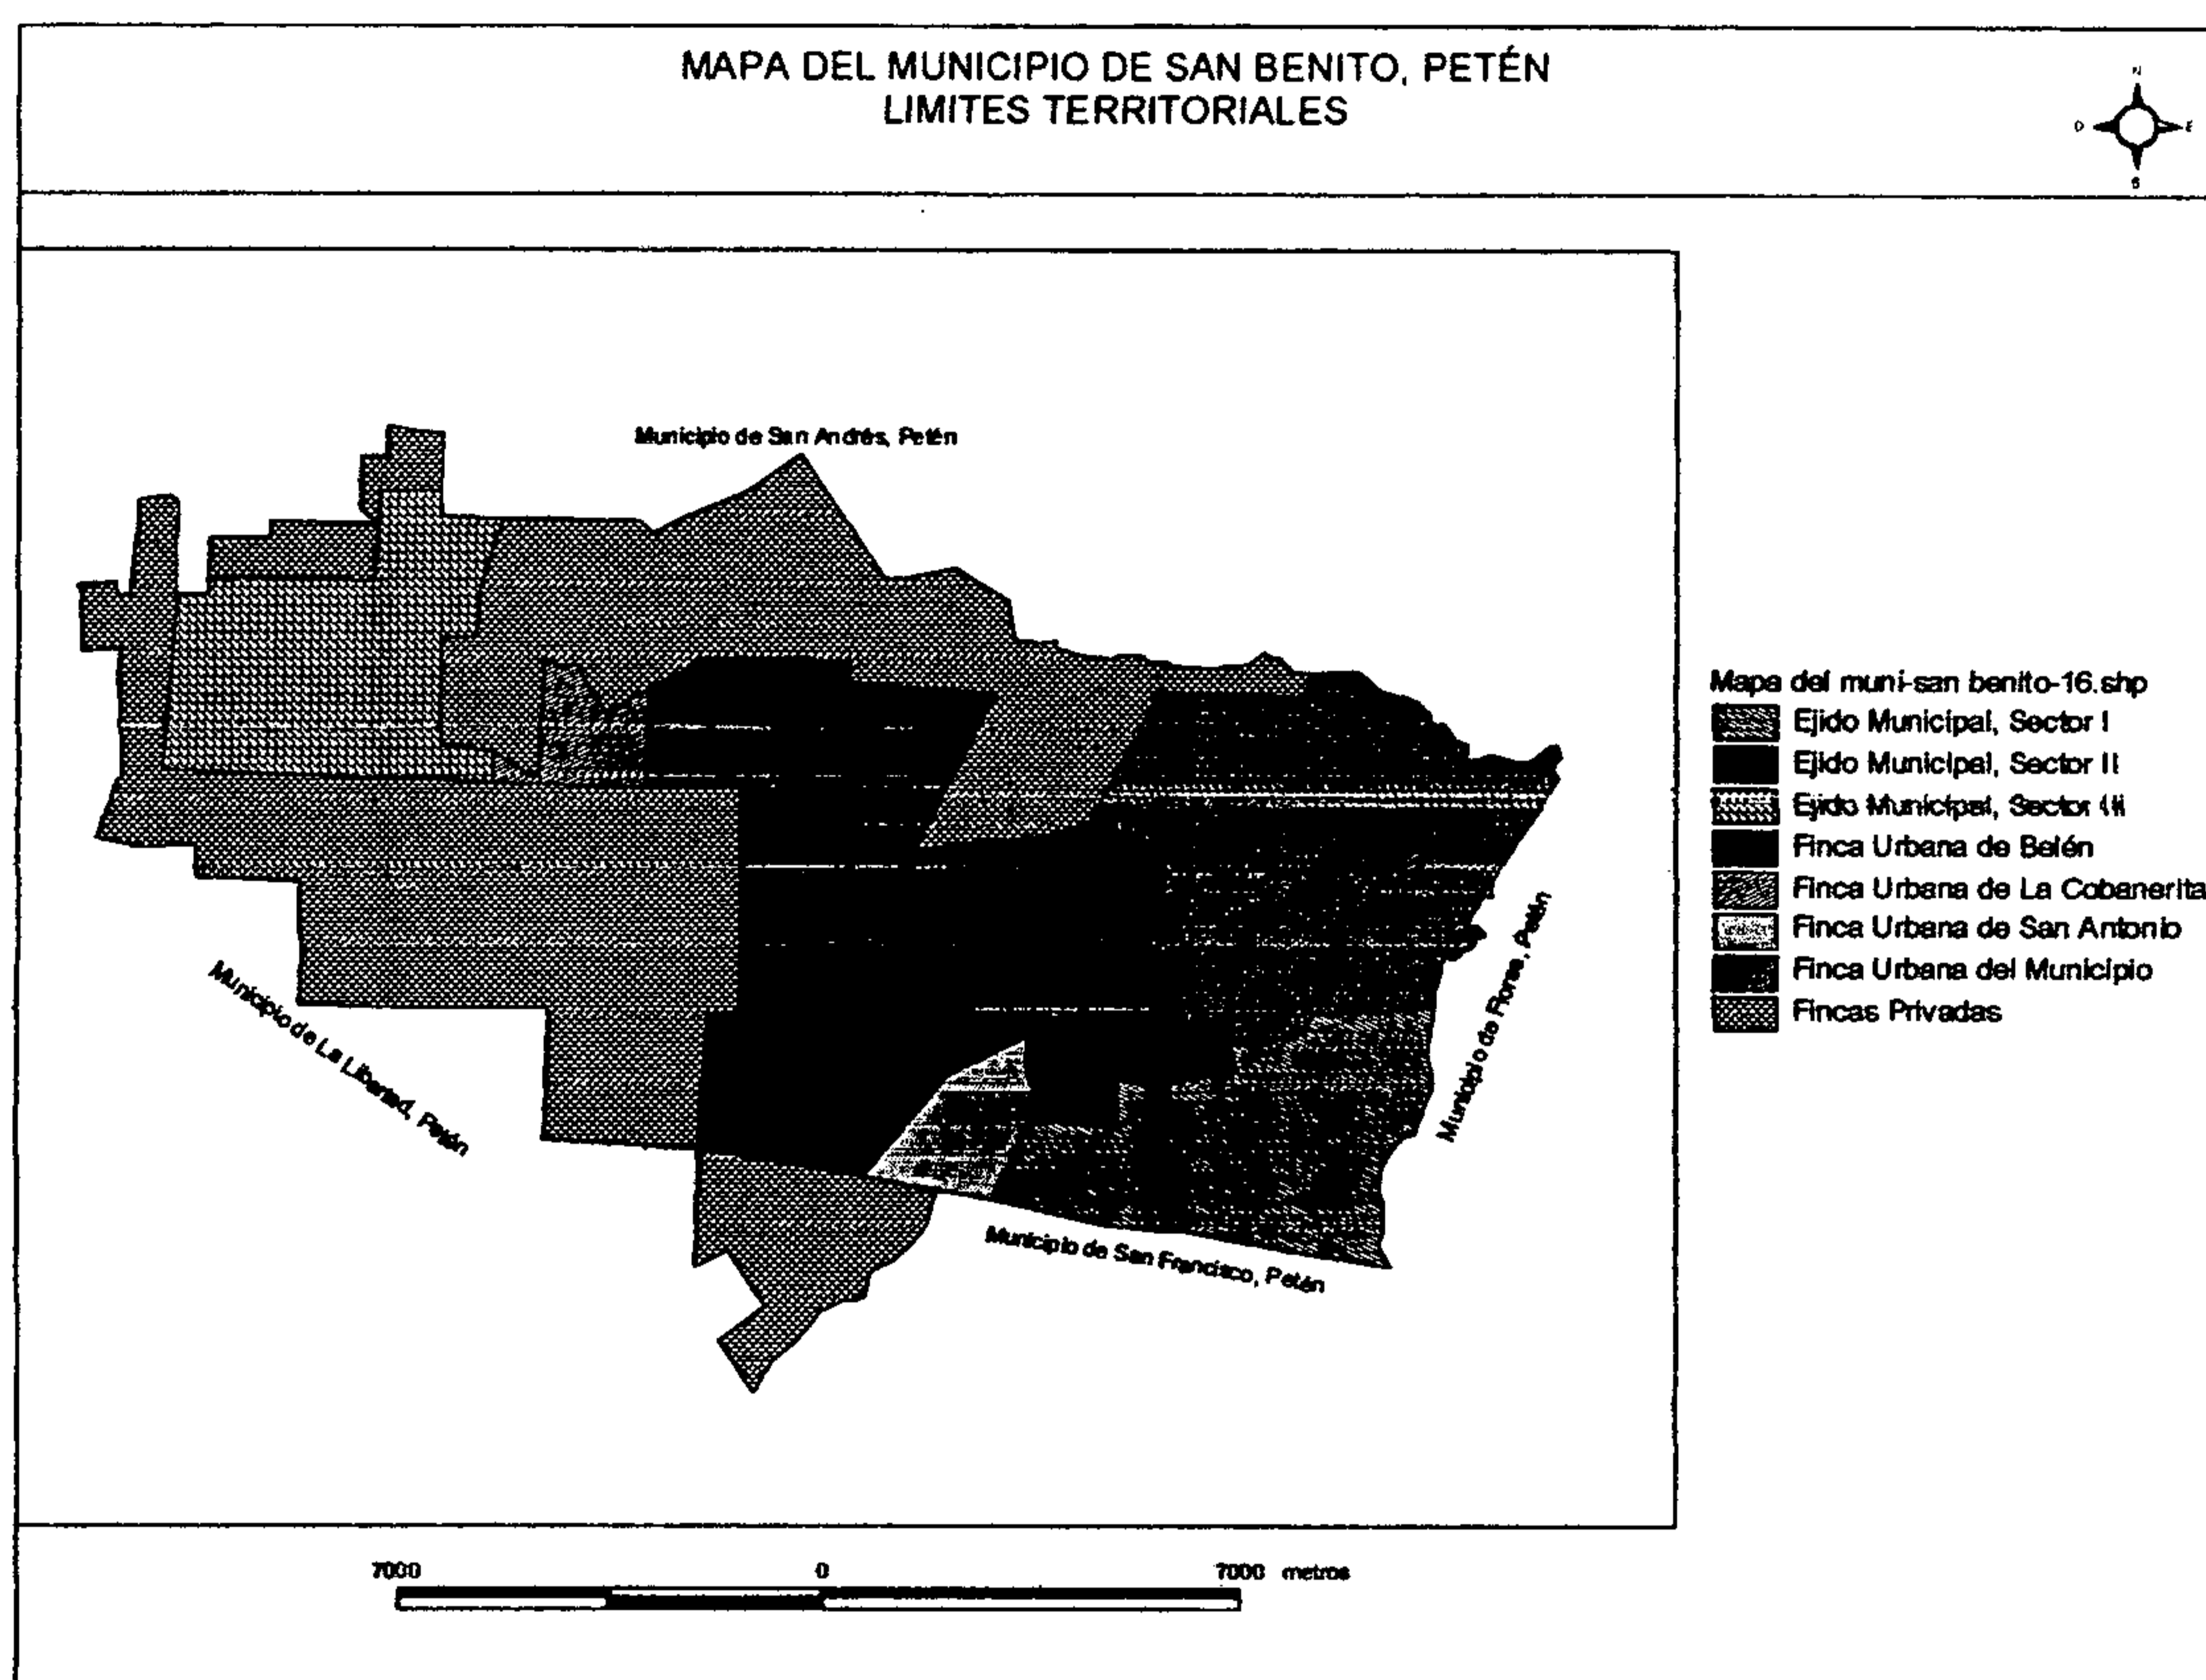 MAPA DEL MUNICIPIO DE SAN BENITO, PETÉN
LIMITES TERRITORIALES
N
O E
S
Municipio de San Andrés, Petén
Mapa del muni-san benito-16.shp
Ejido Municipal, Sector I
Ejido Municipal, Sector II
Ejido Municipal, Sector III
Finca Urbana de Belén
Finca Urbana de La Cobanerita
Finca Urbana de San Antonio
Finca Urbana del Municipio
Fincas Privadas
Municipio de Flores, Petén
Municipio de La Libertad, Petén
Municipio de San Francisco, Petén
7000 0 7000 metros